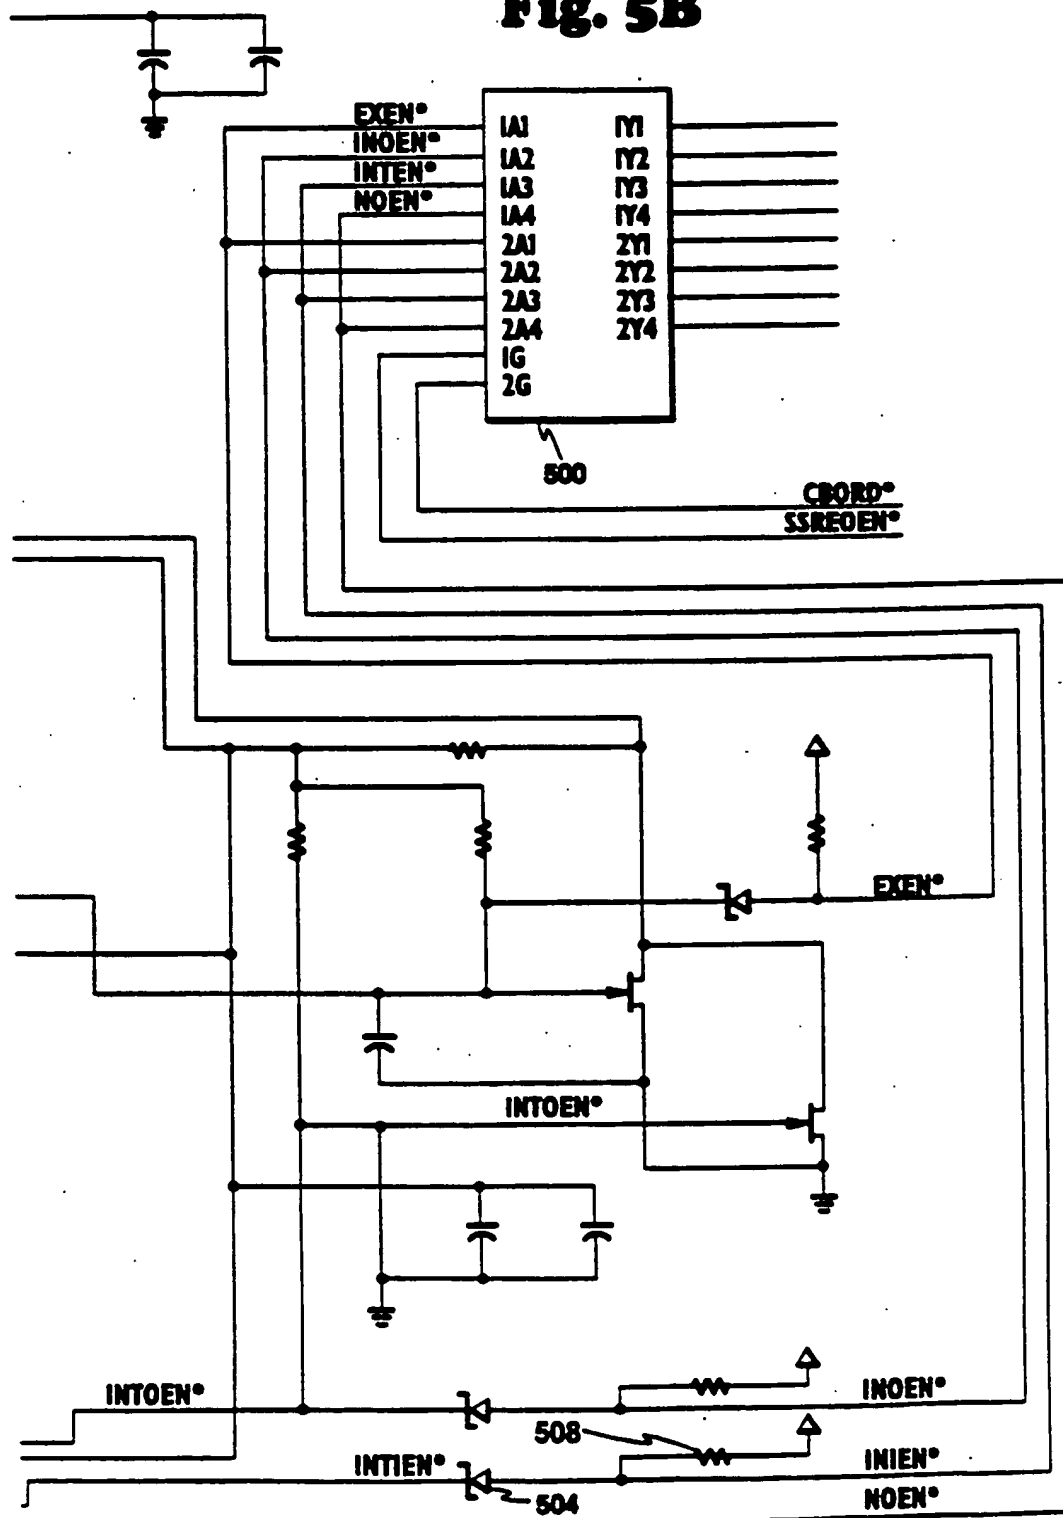 Fig. 5B
EXEN*
INOEN*
INTEN*
NOEN*
1A1 1Y1
1A2 1Y2
1A3 1Y3
1A4 1Y4
2A1 2Y1
2A2 2Y2
2A3 2Y3
2A4 2Y4
1G
2G
500
CBORD*
SSREOEN*
EXEN*
INTOEN*
INTOEN*
INOEN*
508
INTIEN*
INIEN*
504
NOEN*